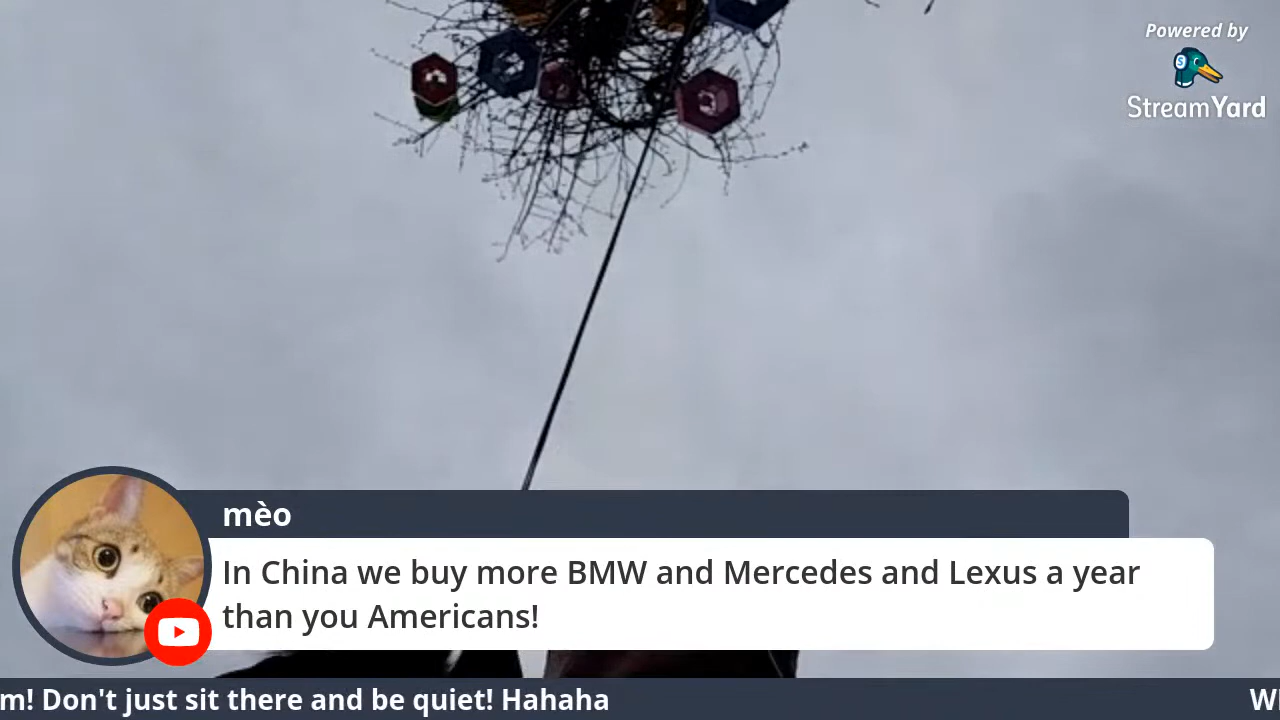 Powered by
StreamYard
mèo
In China we buy more BMW and Mercedes and Lexus a year
than you Americans!
m! Don't just sit there and be quiet! Hahaha